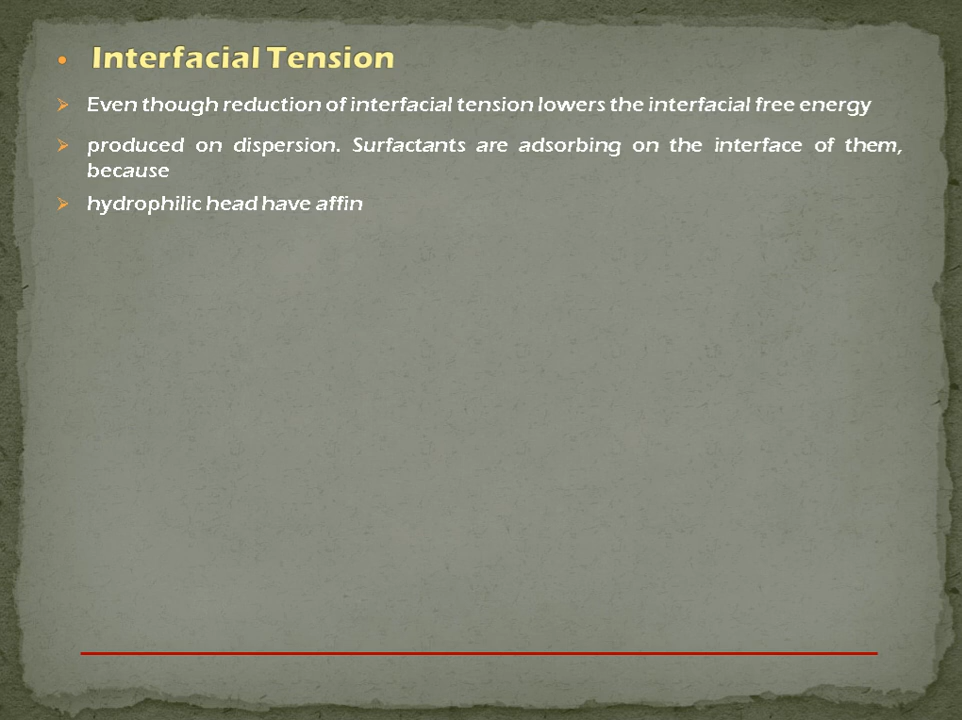 • Interfacial Tension
➢ Even though reduction of interfacial tension lowers the interfacial free energy
➢ produced on dispersion. Surfactants are adsorbing on the interface of them,
because
➢ hydrophilic head have affin